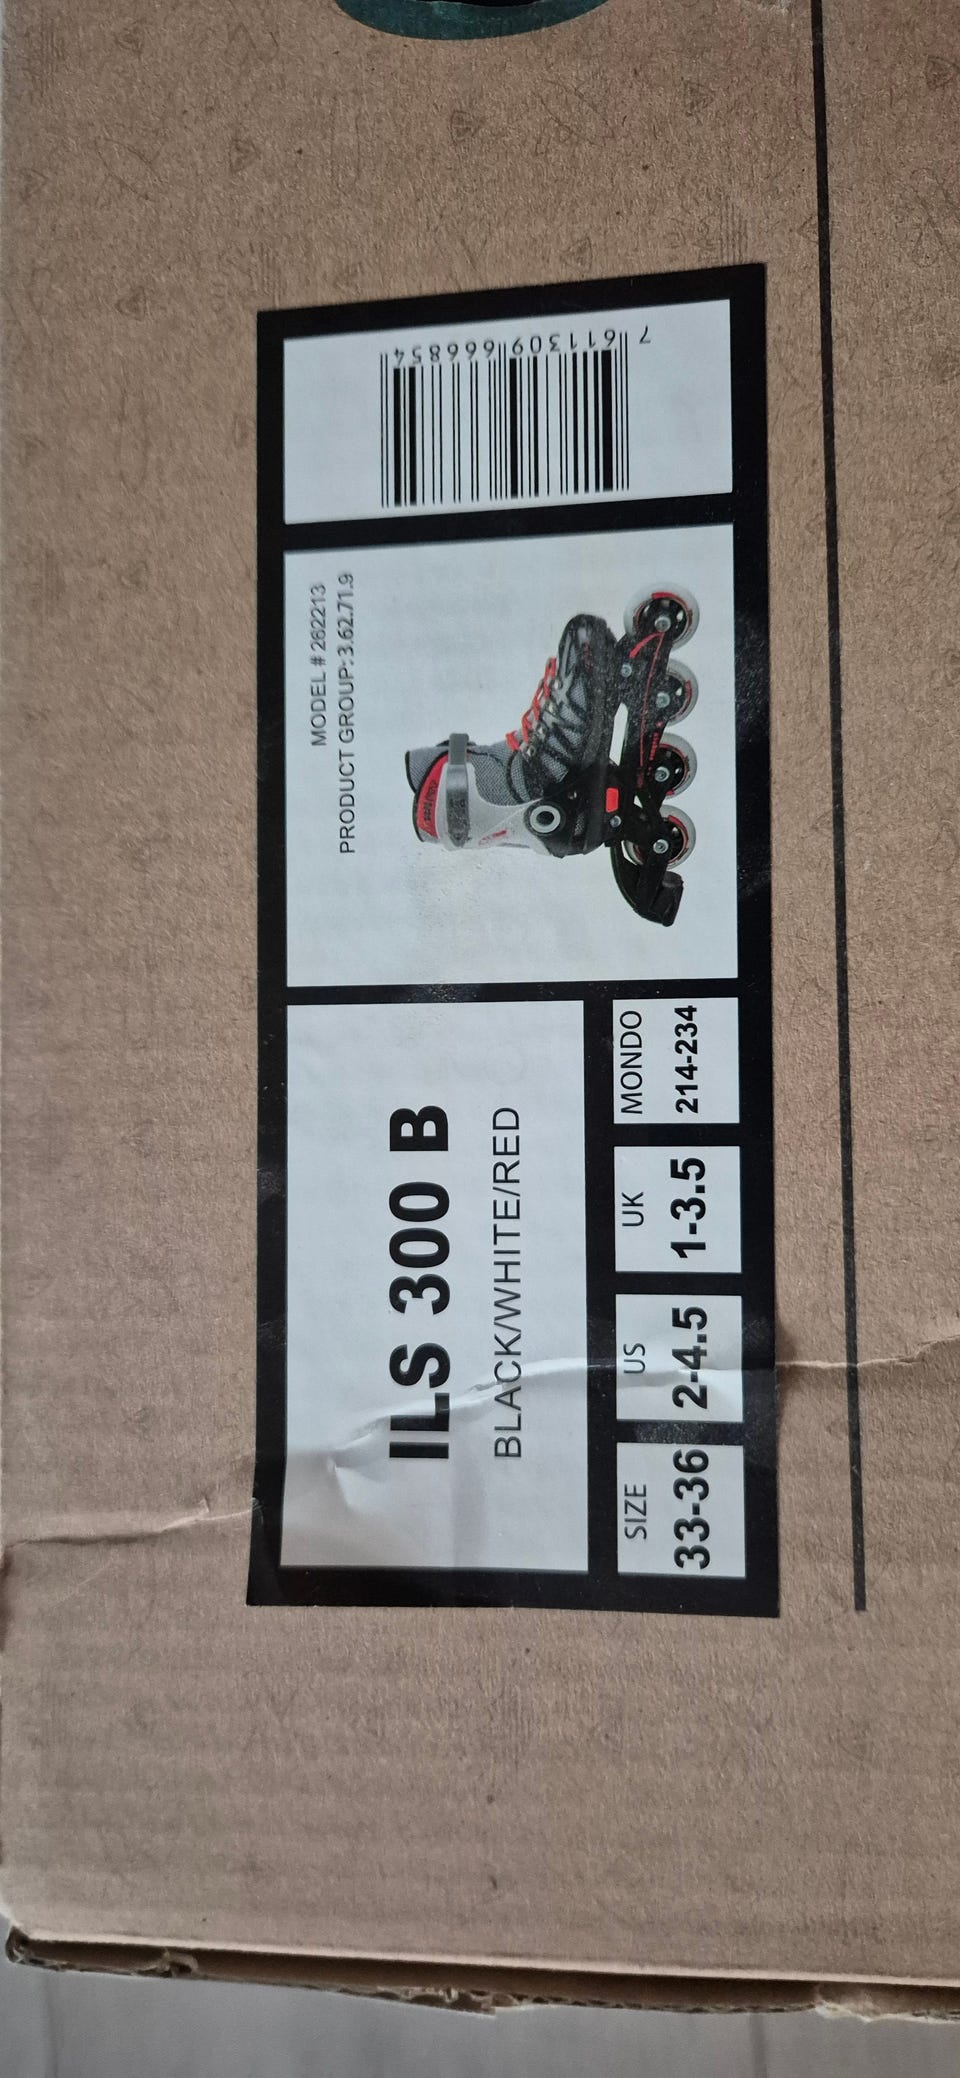 ILS 300 B
BLACK/WHITE/RED
SIZE
33-36
US
2-4.5
UK
1-3.5
MONDO
214-234
MODEL # 262213
PRODUCT GROUP: 3.62.71.9
7 611309 666854